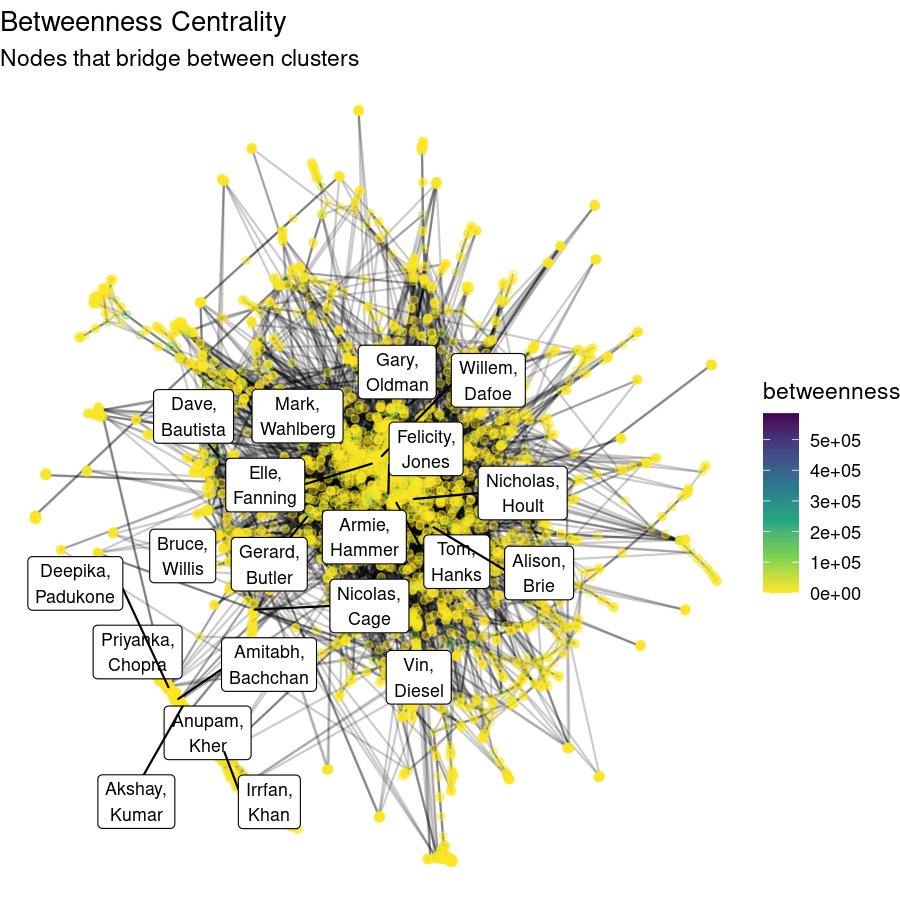 Betweenness Centrality
Nodes that bridge between clusters
Gary,
Oldman
Willem,
Dafoe
Dave,
Bautista
Mark,
Wahlberg
Felicity,
Jones
Elle,
Fanning
Nicholas,
Hoult
Armie,
Hammer
Bruce,
Willis
Gerard,
Butler
Tom,
Hanks
Alison,
Brie
Deepika,
Padukone
Nicolas,
Cage
Priyanka,
Chopra
Amitabh,
Bachchan
Vin,
Diesel
Anupam,
Kher
Akshay,
Kumar
Irrfan,
Khan
betweenness
5e+05
4e+05
3e+05
2e+05
1e+05
0e+00